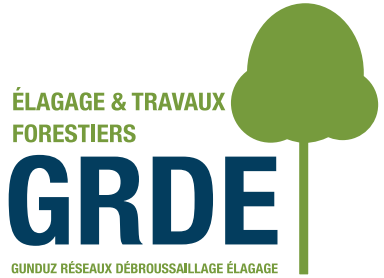 ÉLAGAGE & TRAVAUX
FORESTIERS
GRDE
GUNDUZ RÉSEAUX DÉBROUSSAILLAGE ÉLAGAGE